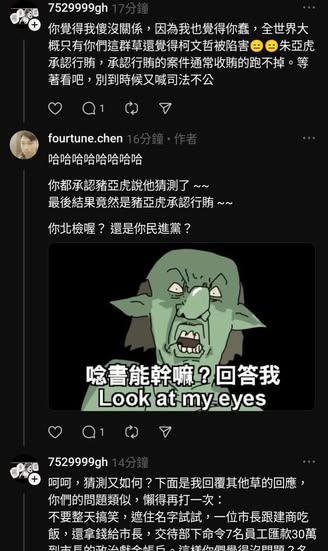 7529999gh 17分鐘
你覺得我傻沒關係，因為我也覺得你蠢，全世界大
概只有你們這群草還覺得柯文哲被陷害😑😑朱亞虎
承認行賄，承認行賄的案件通常收賄的跑不掉。等
著看吧，別到時候又喊司法不公
1
fourtune.chen 16分鐘・作者
哈哈哈哈哈哈哈哈
你都承認豬亞虎說他猜測了 ~~
最後結果竟然是豬亞虎承認行賄 ~~
你北檢喔？ 還是你民進黨？
唸書能幹嘛？回答我
Look at my eyes
1
7529999gh 14分鐘
呵呵，猜測又如何？下面是我回覆其他草的回應，
你們的問題類似，懶得再打一次：
不要整天搞笑，遮住名字試試，一位市長跟建商吃
飯，還拿錢給市長，交待部下命令7名員工匯款30萬